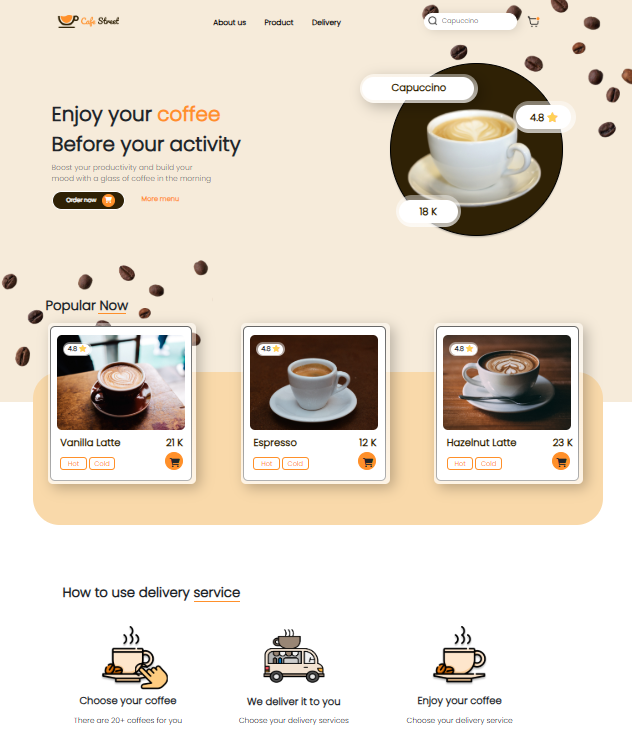 Cafe Street
About us
Product
Delivery
Capuccino
Capuccino
Enjoy your coffee
4.8
Before your activity
Boost your productivity and build your
mood with a glass of coffee in the morning
Order now
More menu
18 K
Popular Now
4.8
4.8
4.8
Vanilla Latte
21 K
Espresso
12 K
Hazelnut Latte
23 K
Hot
Cold
Hot
Cold
Hot
Cold
How to use delivery service
Choose your coffee
We deliver it to you
Enjoy your coffee
There are 20+ coffees for you
Choose your delivery services
Choose your delivery service